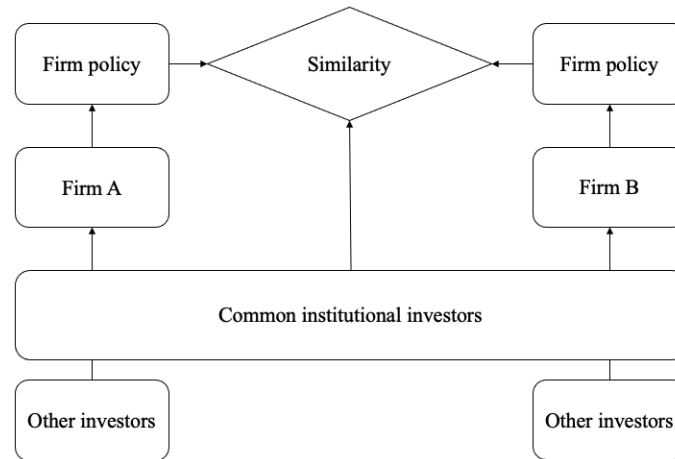 Firm policy
Similarity
Firm policy
Firm A
Firm B
Common institutional investors
Other investors
Other investors